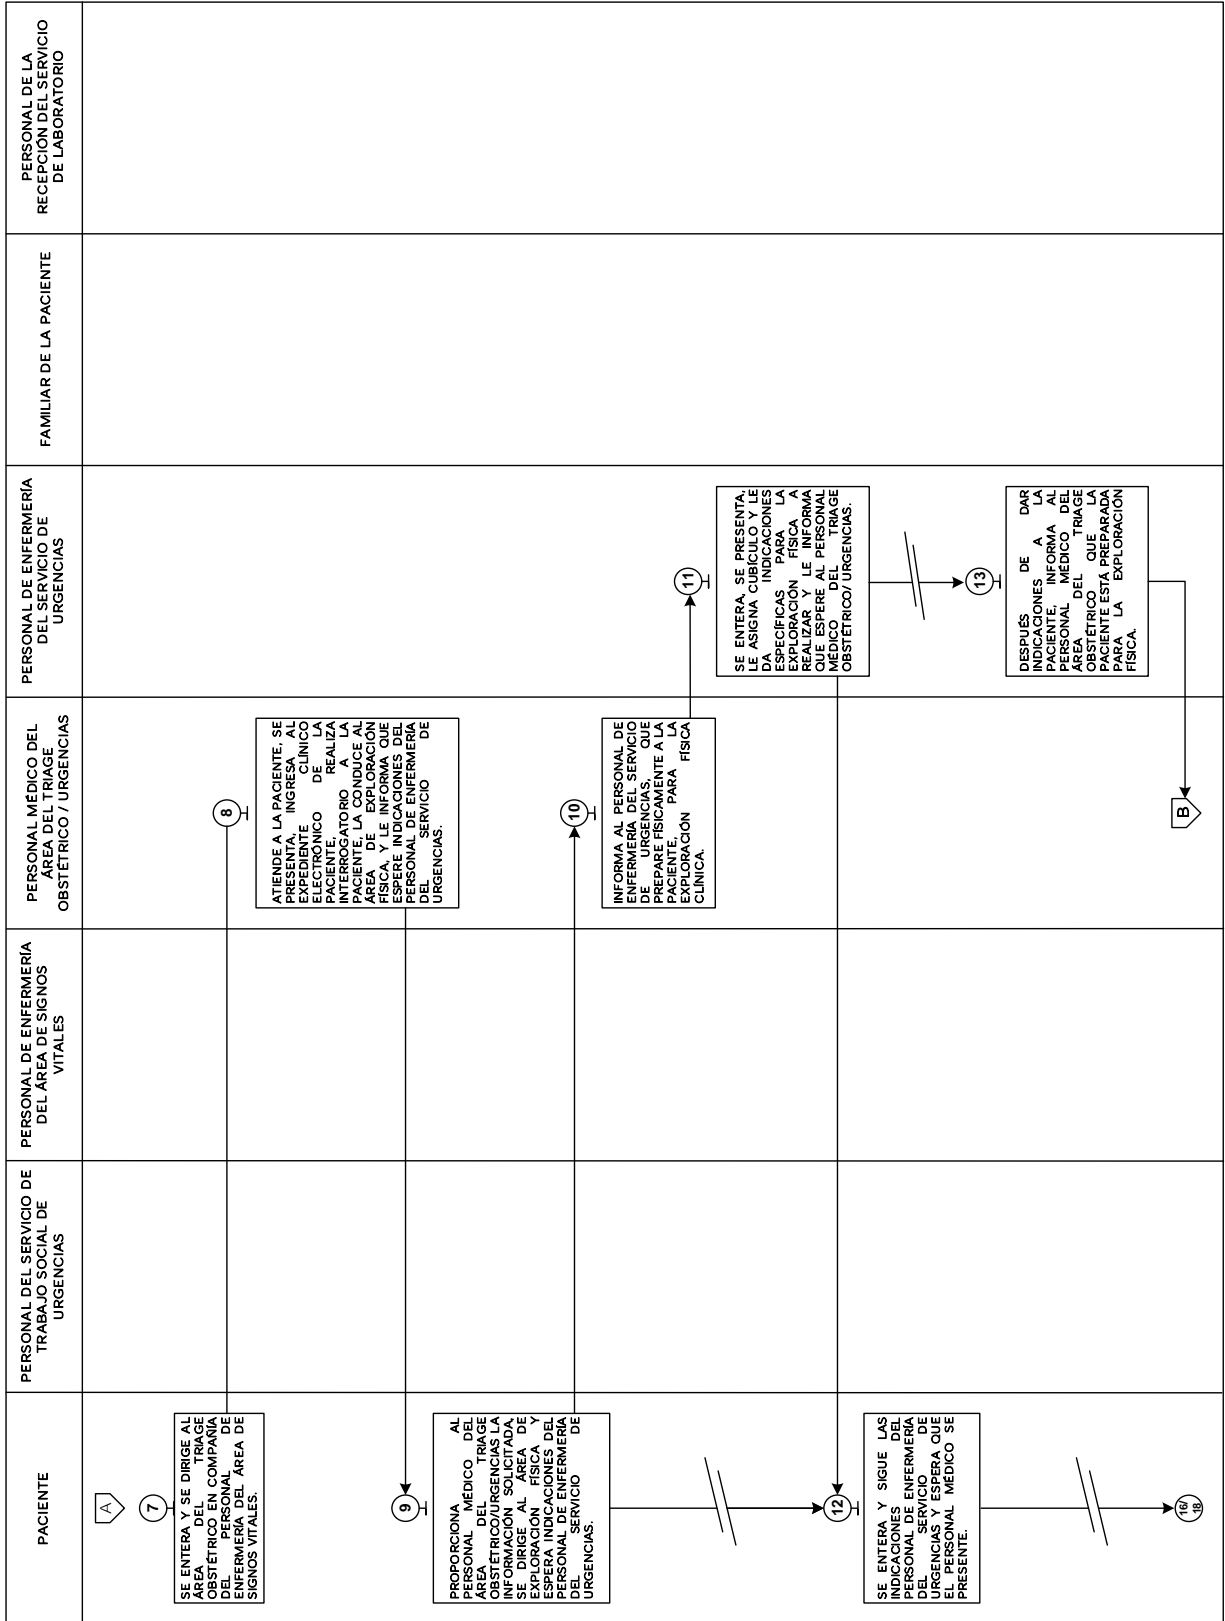 PACIENTE
PERSONAL DEL SERVICIO DE
TRABAJO SOCIAL DE
URGENCIAS
PERSONAL DE ENFERMERÍA
DEL ÁREA DE SIGNOS
VITALES
PERSONAL MÉDICO DEL
ÁREA DEL TRIAGE
OBSTÉTRICO / URGENCIAS
PERSONAL DE ENFERMERÍA
DEL SERVICIO DE
URGENCIAS
FAMILIAR DE LA PACIENTE
PERSONAL DE LA
RECEPCIÓN DEL SERVICIO
DE LABORATORIO
A
7
SE ENTERA Y SE DIRIGE AL
ÁREA DEL TRIAGE
OBSTÉTRICO EN COMPAÑÍA
DEL PERSONAL DE
ENFERMERÍA DEL ÁREA DE
SIGNOS VITALES.
8
ATIENDE A LA PACIENTE, SE
PRESENTA, INGRESA AL
EXPEDIENTE CLÍNICO
ELECTRÓNICO DE LA
PACIENTE, REALIZA
INTERROGATORIO A LA
PACIENTE, LA CONDUCE AL
ÁREA DE EXPLORACIÓN
FÍSICA, Y LE INFORMA QUE
ESPERE INDICACIONES DEL
PERSONAL DE ENFERMERÍA
DEL SERVICIO DE
URGENCIAS.
9
PROPORCIONA AL
PERSONAL MÉDICO DEL
ÁREA DEL TRIAGE
OBSTÉTRICO/URGENCIAS LA
INFORMACIÓN SOLICITADA,
SE DIRIGE AL ÁREA DE
EXPLORACIÓN FÍSICA Y
ESPERA INDICACIONES DEL
PERSONAL DE ENFERMERÍA
DEL SERVICIO DE
URGENCIAS.
10
INFORMA AL PERSONAL DE
ENFERMERÍA DEL SERVICIO
DE URGENCIAS, QUE
PREPARE FÍSICAMENTE A LA
PACIENTE, PARA LA
EXPLORACIÓN FÍSICA
CLÍNICA.
11
SE ENTERA, SE PRESENTA,
LE ASIGNA CUBÍCULO Y LE
DA INDICACIONES
ESPECÍFICAS PARA LA
EXPLORACIÓN FÍSICA A
REALIZAR Y LE INFORMA
QUE ESPERE AL PERSONAL
MÉDICO DEL TRIAGE
OBSTÉTRICO/ URGENCIAS.
12
SE ENTERA Y SIGUE LAS
INDICACIONES DEL
PERSONAL DE ENFERMERÍA
DEL SERVICIO DE
URGENCIAS Y ESPERA QUE
EL PERSONAL MÉDICO SE
PRESENTE.
13
DESPUÉS DE DAR
INDICACIONES A LA
PACIENTE, INFORMA AL
PERSONAL MÉDICO DEL
ÁREA DEL TRIAGE
OBSTÉTRICO QUE LA
PACIENTE ESTÁ PREPARADA
PARA LA EXPLORACIÓN
FÍSICA.
B
16/
18